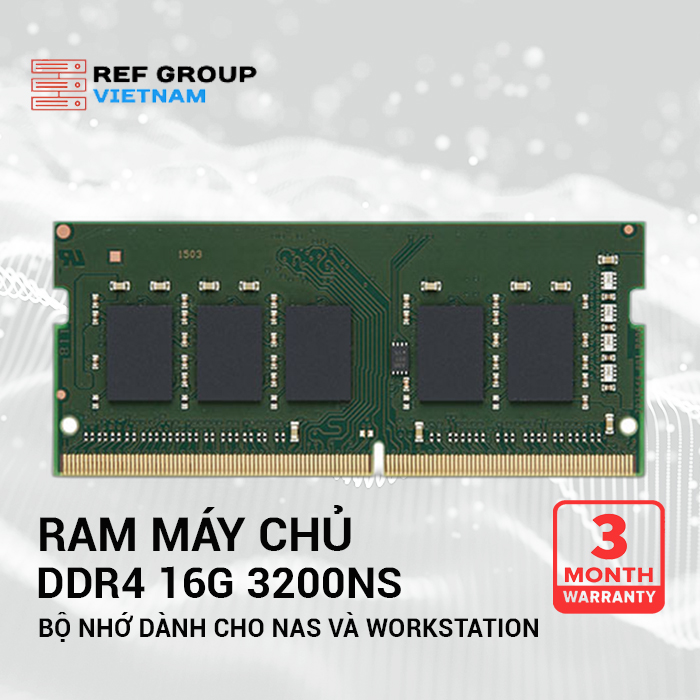 REF GROUP
VIETNAM
1503
RAM MÁY CHỦ
DDR4 16G 3200NS
BỘ NHỚ DÀNH CHO NAS VÀ WORKSTATION
3
MONTH
WARRANTY